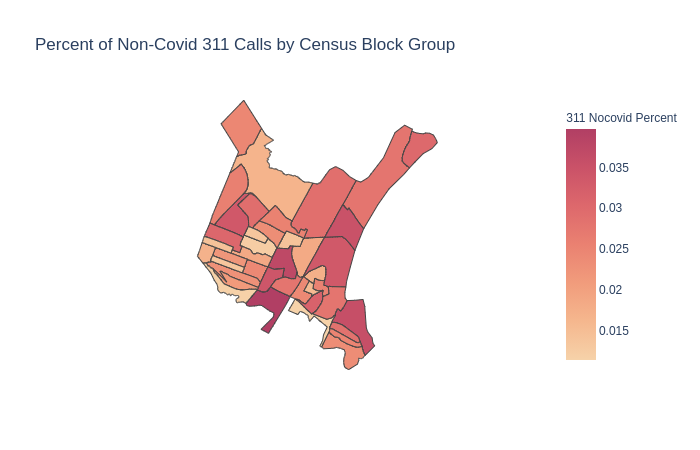 Percent of Non-Covid 311 Calls by Census Block Group
311 Nocovid Percent
0.035
0.03
0.025
0.02
0.015